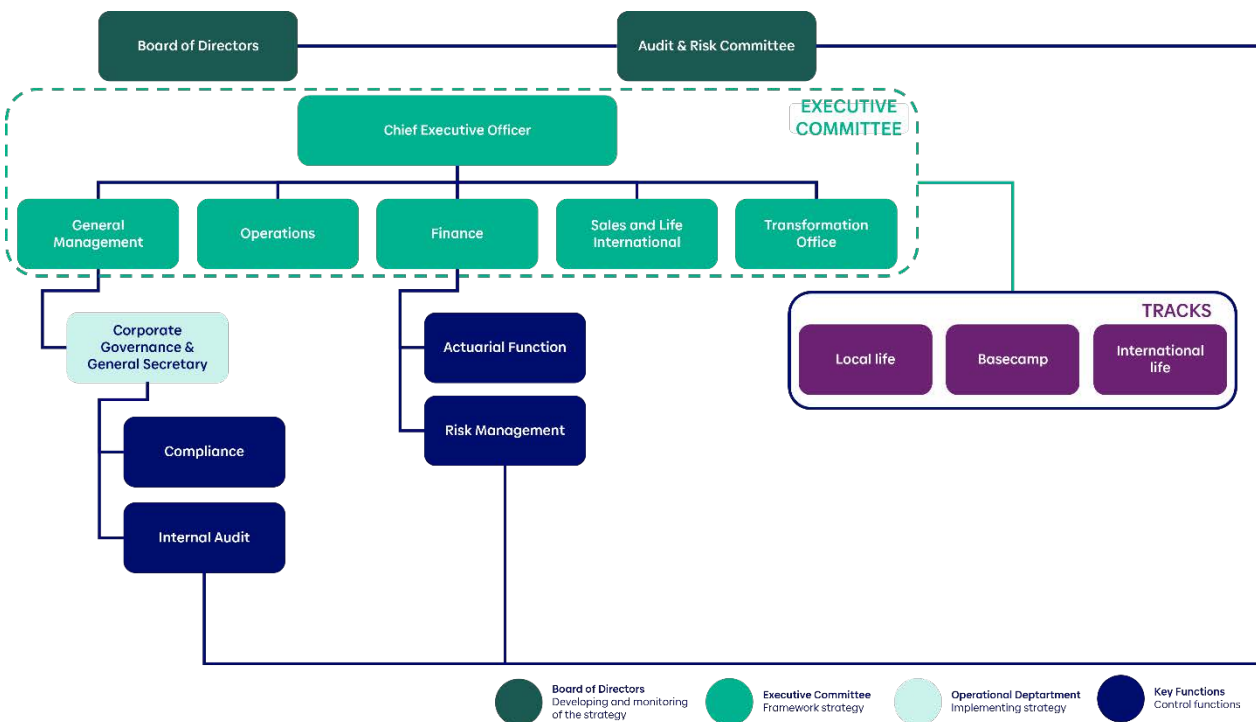 Board of Directors
Audit & Risk Committee
EXECUTIVE
COMMITTEE
Chief Executive Officer
General
Management
Operations
Finance
Sales and Life
International
Transformation
Office
Corporate
Governance &
General Secretary
Actuarial Function
Risk Management
Compliance
Internal Audit
TRACKS
Local life
Basecamp
International
life
Board of Directors
Developing and monitoring
of the strategy
Executive Committee
Framework strategy
Operational Deptartment
Implementing strategy
Key Functions
Control functions